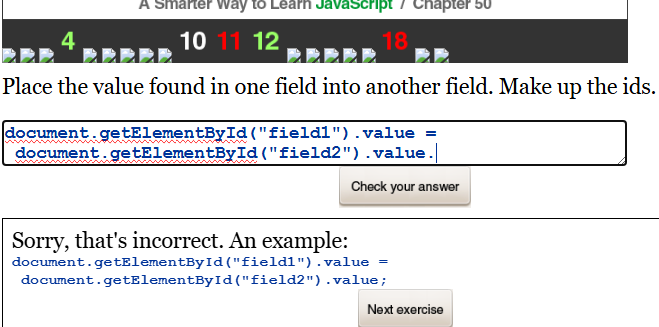 A Smarter Way to Learn JavaScript / Chapter 50
4 10 11 12 18
Place the value found in one field into another field. Make up the ids.
document.getElementById("field1").value =
document.getElementById("field2").value.
Check your answer
Sorry, that's incorrect. An example:
document.getElementById("field1").value =
document.getElementById("field2").value;
Next exercise